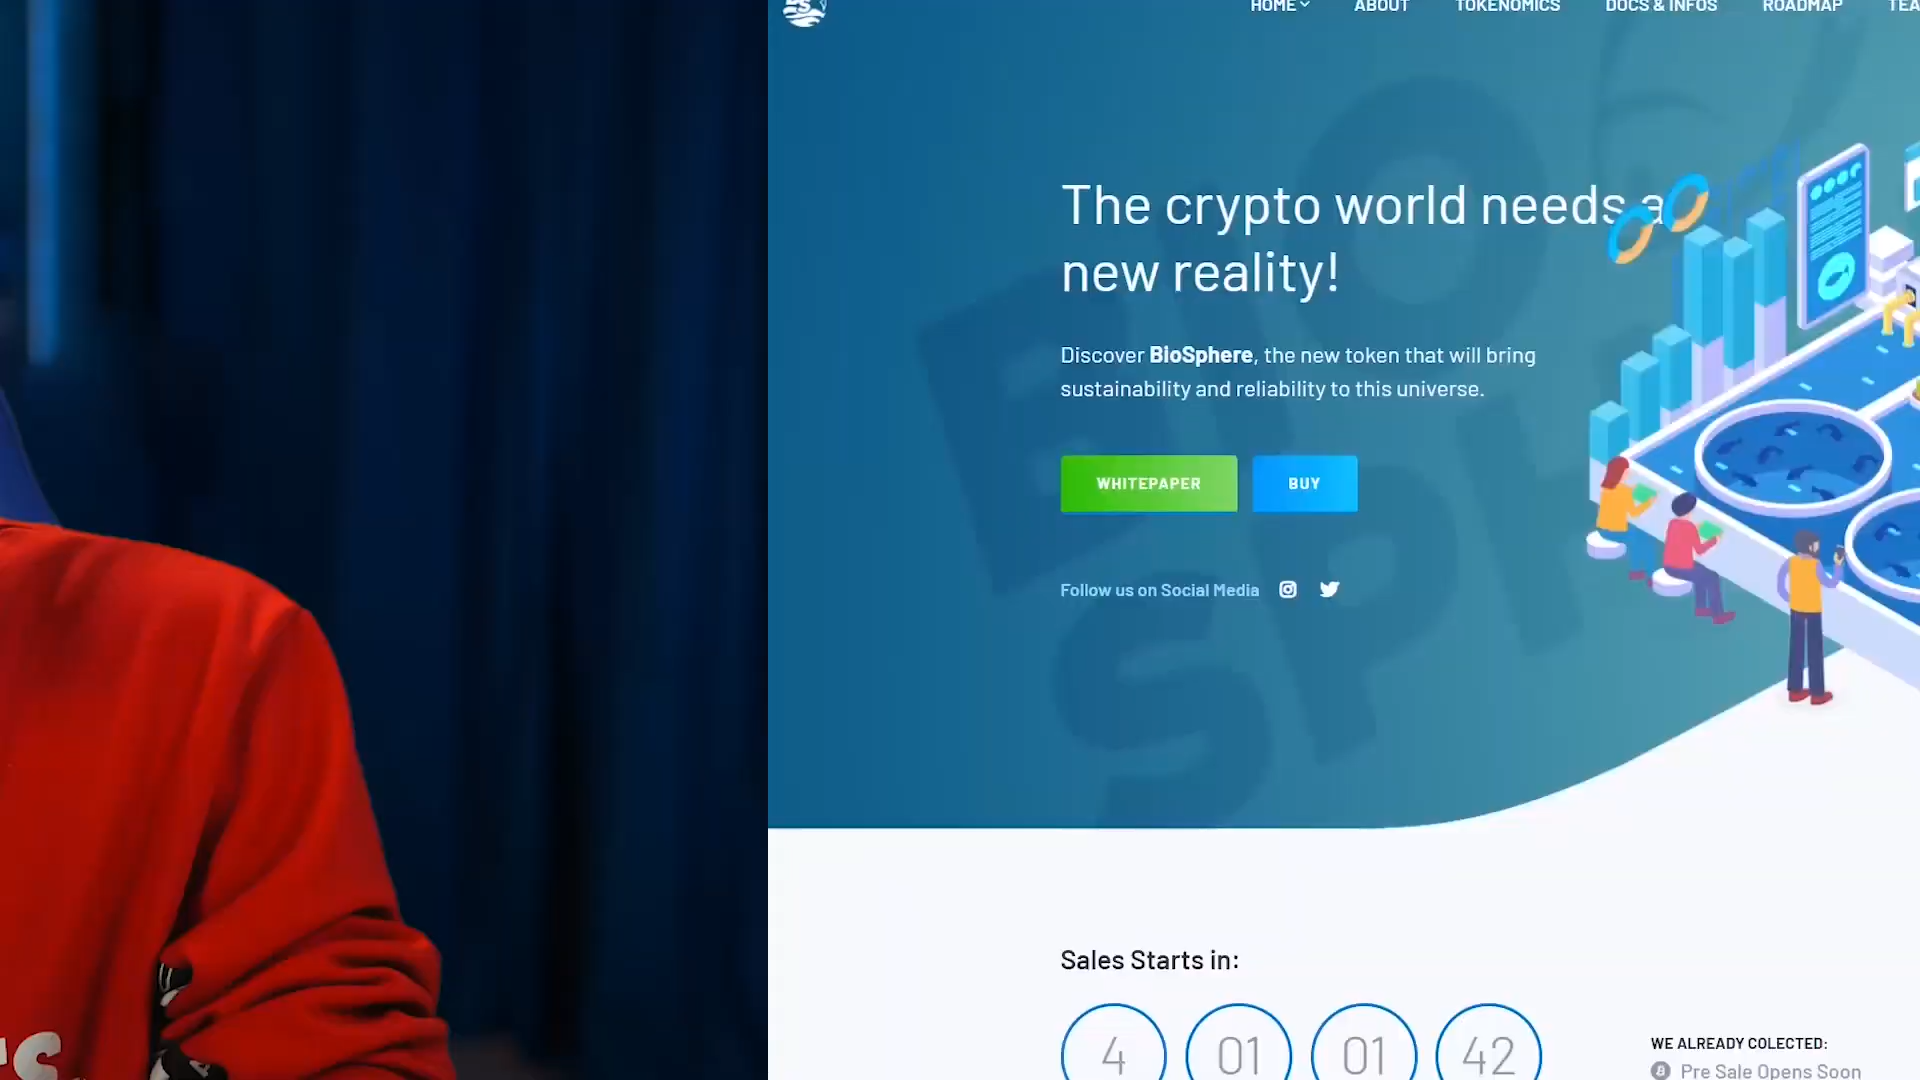 HOME
ABOUT
TOKENOMICS
DOCS & INFOS
ROADMAP
The crypto world needs a
new reality!
Discover BioSphere, the new token that will bring
sustainability and reliability to this universe.
WHITEPAPER
BUY
Follow us on Social Media
Sales Starts in:
4
01
01
42
WE ALREADY COLECTED:
Pre Sale Opens Soon
BIO
SPH